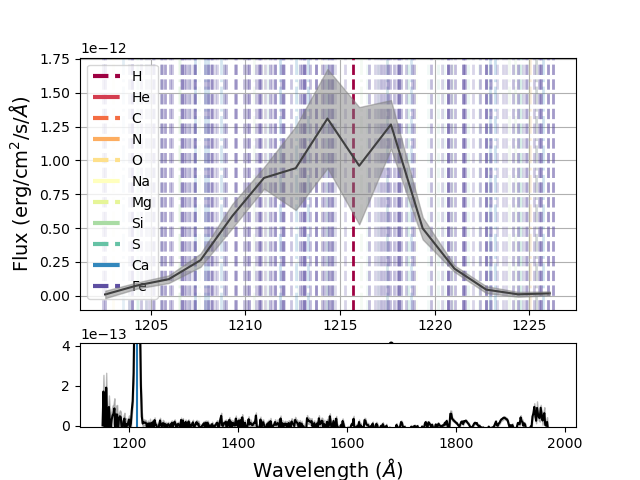 1e−12
1.75
1.50
1.25
1.00
0.75
0.50
0.25
0.00
Flux (erg/cm²/s/Å)
H
He
C
N
O
Na
Mg
Si
S
Ca
Fe
1205 1210 1215 1220 1225
1e−13
4
2
0
1200 1400 1600 1800 2000
Wavelength (Å)